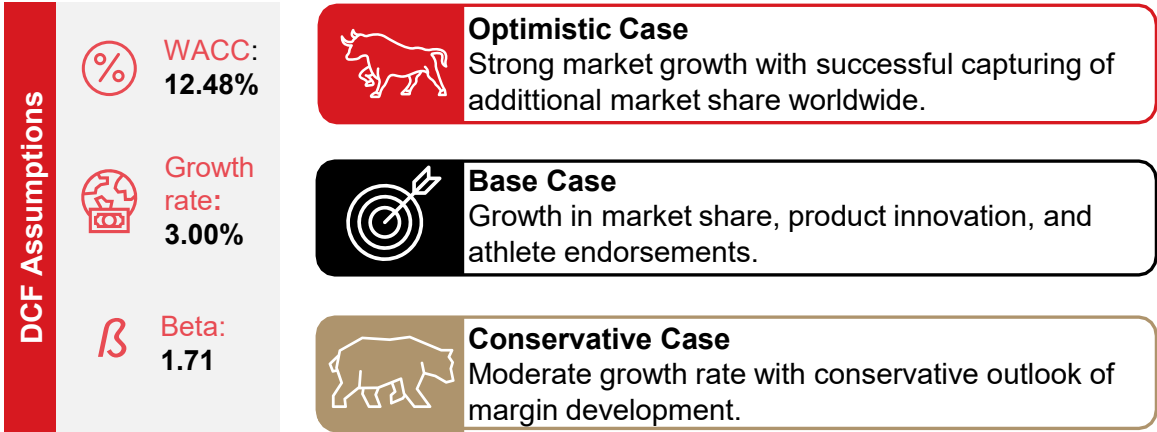 DCF Assumptions
%
WACC:
12.48%
Growth
rate:
3.00%
ß
Beta:
1.71
Optimistic Case
Strong market growth with successful capturing of
addittional market share worldwide.
Base Case
Growth in market share, product innovation, and
athlete endorsements.
Conservative Case
Moderate growth rate with conservative outlook of
margin development.